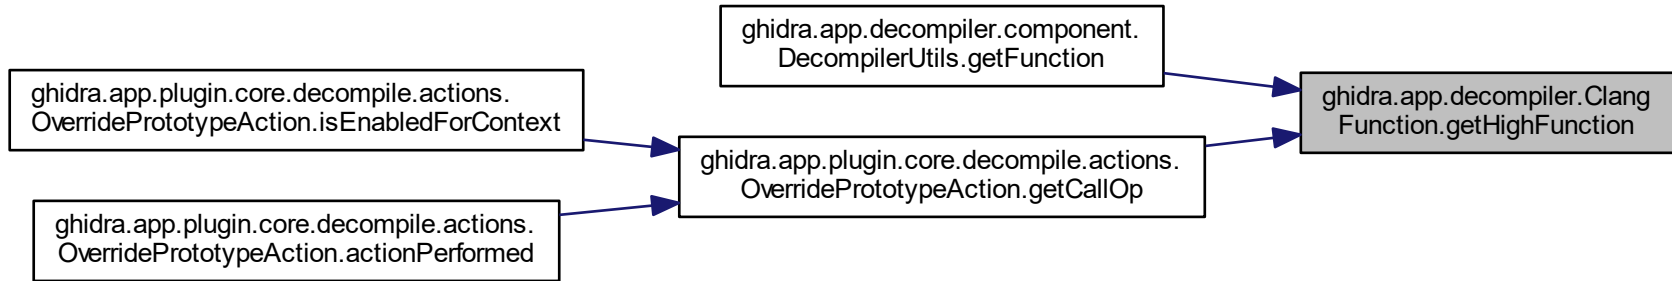 ghidra.app.decompiler.component.
DecompilerUtils.getFunction
ghidra.app.plugin.core.decompile.actions.
OverridePrototypeAction.isEnabledForContext
ghidra.app.decompiler.Clang
Function.getHighFunction
ghidra.app.plugin.core.decompile.actions.
OverridePrototypeAction.getCallOp
ghidra.app.plugin.core.decompile.actions.
OverridePrototypeAction.actionPerformed